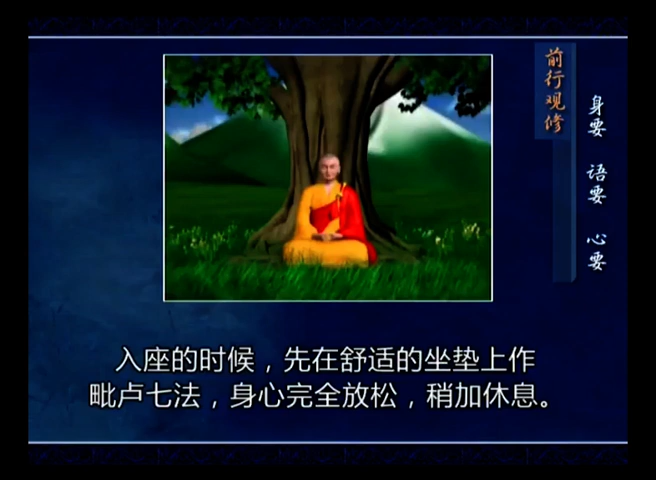 前行观修
身要 语要 心要
入座的时候，先在舒适的坐垫上作
毗卢七法，身心完全放松，稍加休息。